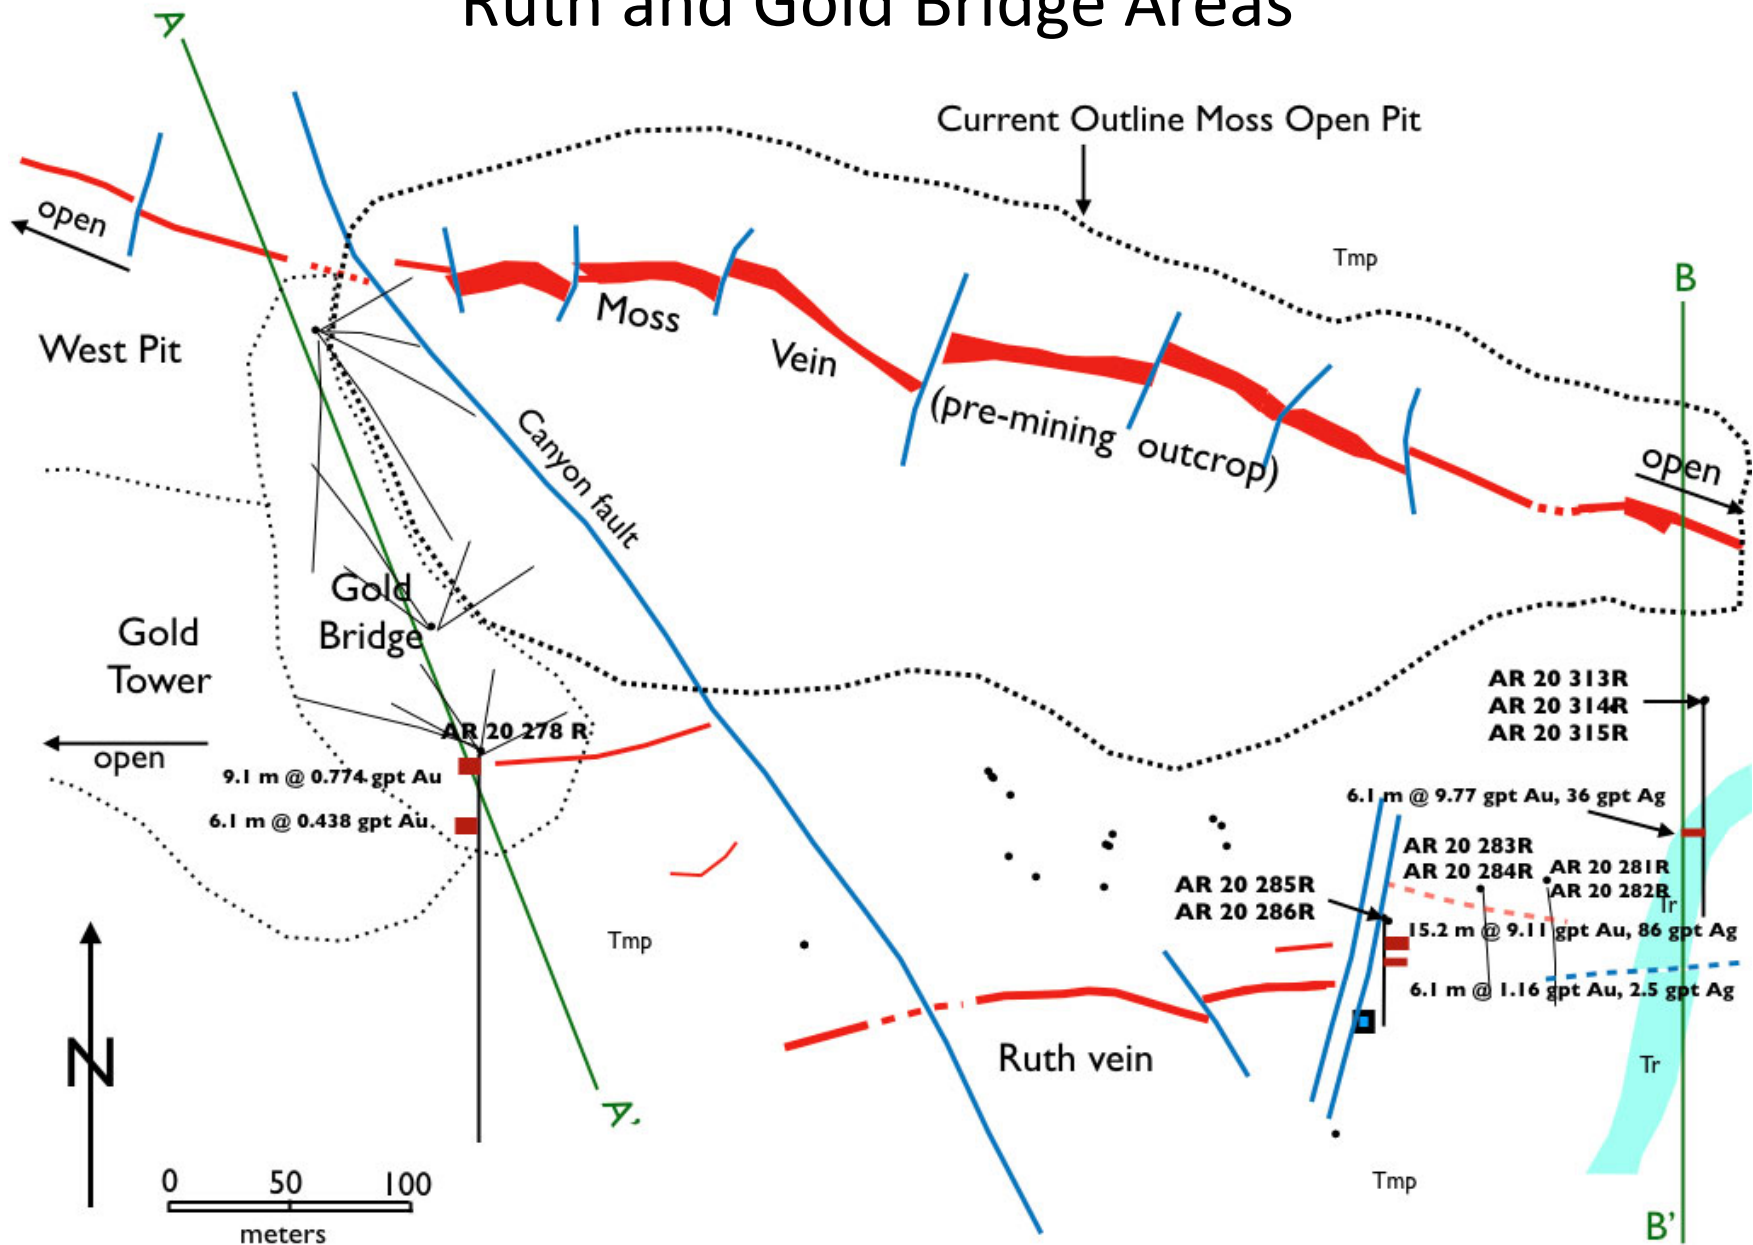 Ruth and Gold Bridge Areas
A
Current Outline Moss Open Pit
open
Tmp
B
West Pit
Moss
Vein
(pre-mining outcrop)
Canyon fault
open
Gold
Bridge
Gold
Tower
AR 20 313R
AR 20 314R
AR 20 315R
AR 20 278 R
open
9.1 m @ 0.774 gpt Au
6.1 m @ 0.438 gpt Au
6.1 m @ 9.77 gpt Au, 36 gpt Ag
AR 20 283R
AR 20 284R
AR 20 281R
AR 20 282R
AR 20 285R
AR 20 286R
Tr
15.2 m @ 9.11 gpt Au, 86 gpt Ag
Tmp
6.1 m @ 1.16 gpt Au, 2.5 gpt Ag
Ruth vein
Tr
N
A'
0 50 100
meters
Tmp
B'